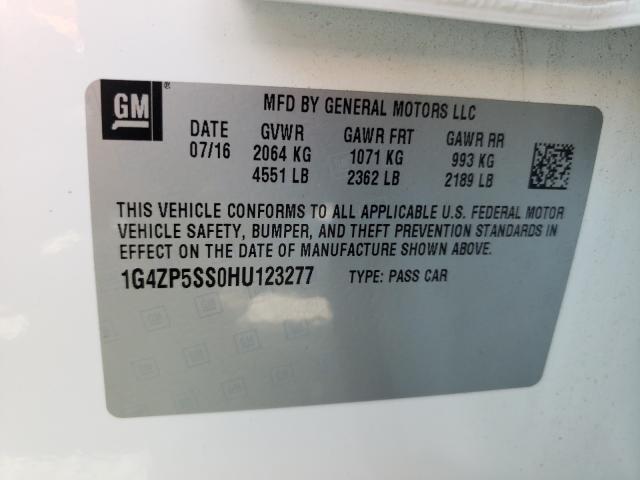 GM ®
MFD BY GENERAL MOTORS LLC
DATE GVWR GAWR FRT GAWR RR
07/16 2064 KG 1071 KG 993 KG
4551 LB 2362 LB 2189 LB
THIS VEHICLE CONFORMS TO ALL APPLICABLE U.S. FEDERAL MOTOR
VEHICLE SAFETY, BUMPER, AND THEFT PREVENTION STANDARDS IN
EFFECT ON THE DATE OF MANUFACTURE SHOWN ABOVE.
1G4ZP5SS0HU123277 TYPE: PASS CAR